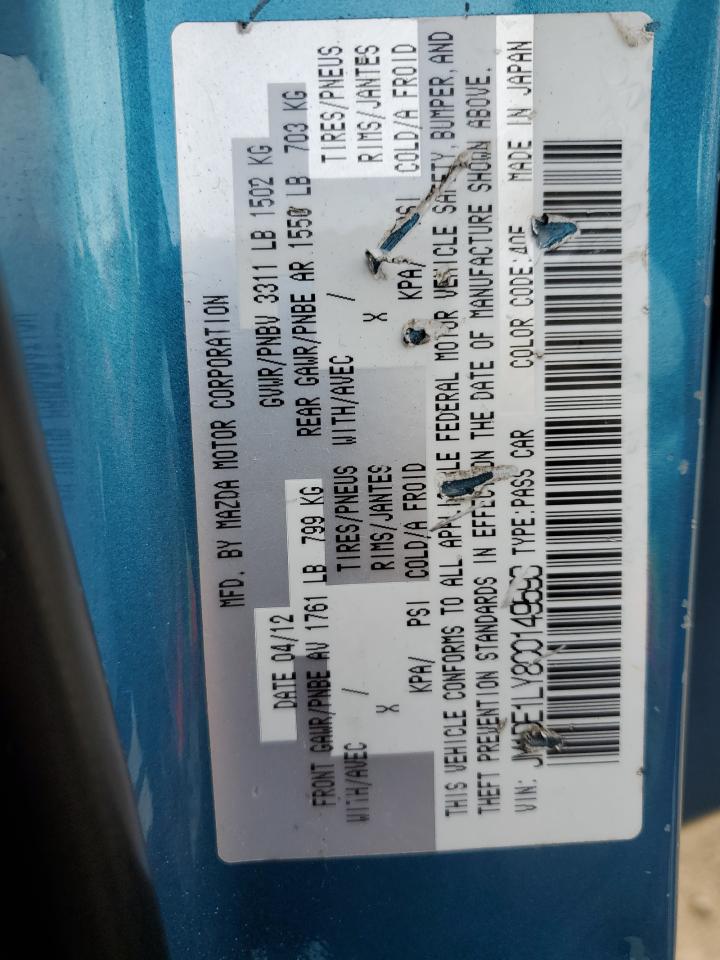 MFD. BY MAZDA MOTOR CORPORATION
DATE 04/12 GVWR/PNBV 3311 LB 1502 KG
FRONT GAWR/PNBE AV 1761 LB 799 KG REAR GAWR/PNBE AR 1550 LB 703 KG
WITH/AVEC / TIRES/PNEUS WITH/AVEC / TIRES/PNEUS
X RIMS/JANTES X RIMS/JANTES
KPA/ PSI COLD/A FROID KPA/ PSI COLD/A FROID
THIS VEHICLE CONFORMS TO ALL FEDERAL MOTOR VEHICLE SAFETY, BUMPER, AND
THEFT PREVENTION STANDARDS IN EFFECT ON THE DATE OF MANUFACTURE SHOWN ABOVE.
VIN: TYPE:PASS CAR COLOR CODE: MADE IN JAPAN